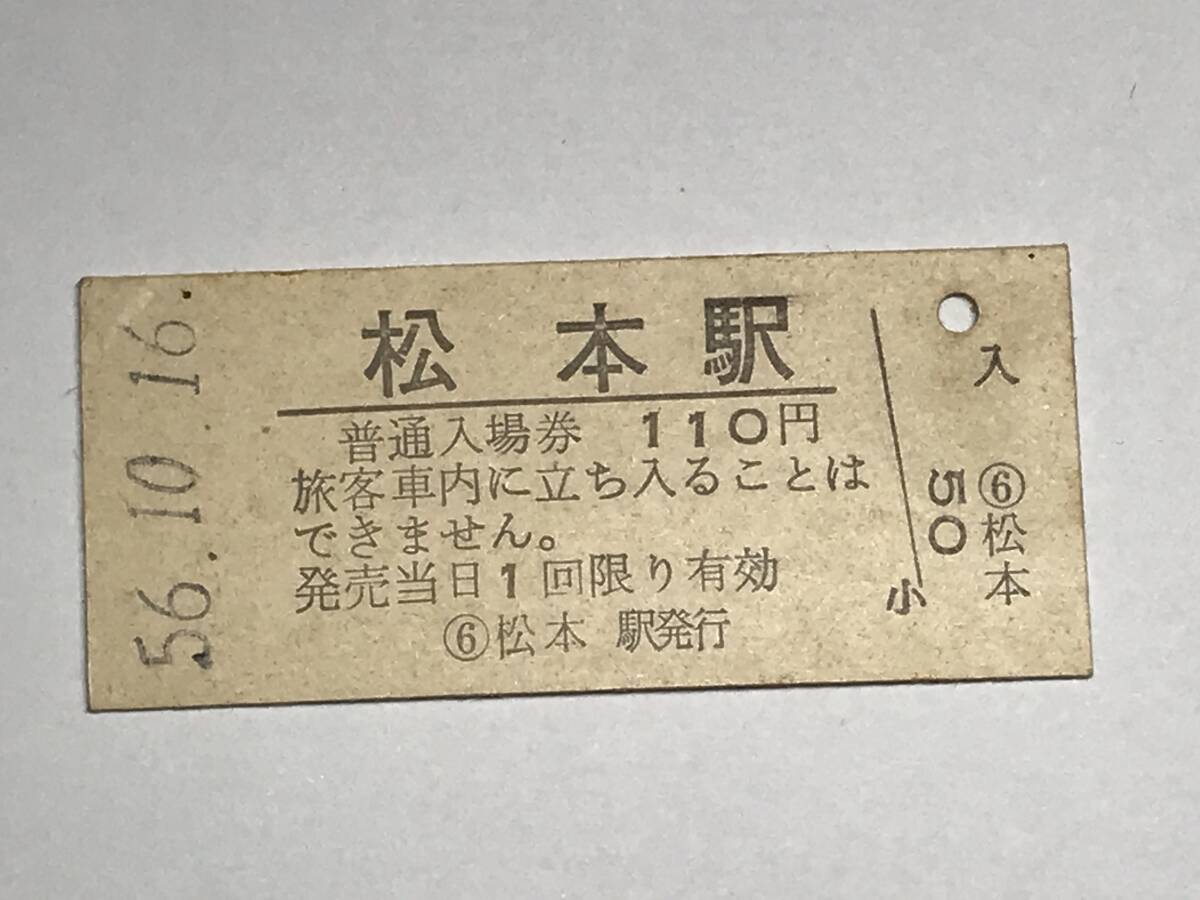 56.10.16.
松本駅
普通入場券 110円
旅客車内に立ち入ることは
できません。
発売当日1回限り有効
⑥松本 駅発行
小
50
入
⑥松本